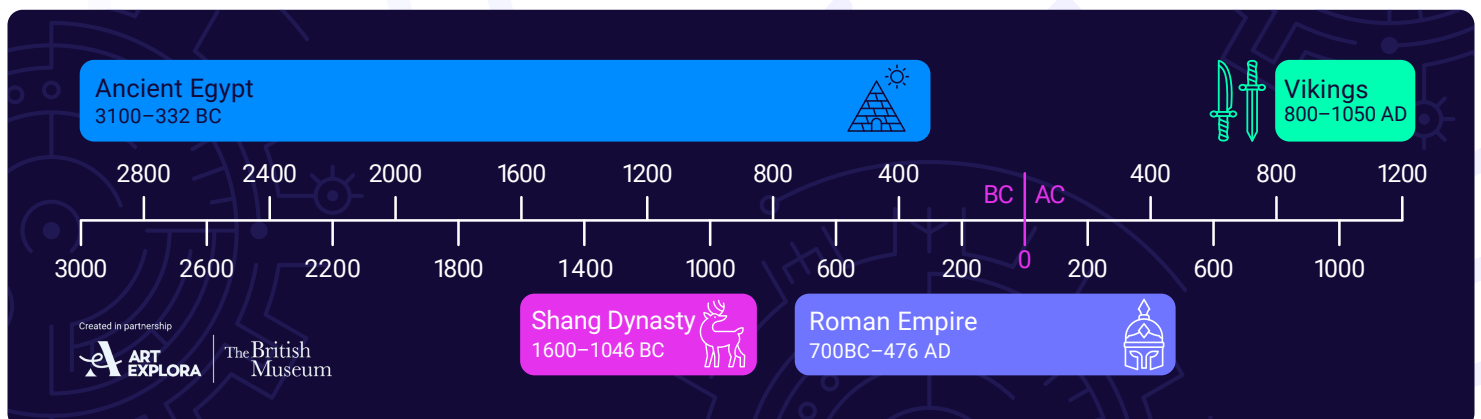 Ancient Egypt
3100–332 BC
Vikings
800–1050 AD
2800 2400 2000 1600 1200 800 400 BC AC 400 800 1200
3000 2600 2200 1800 1400 1000 600 200 0 200 600 1000
Shang Dynasty
1600–1046 BC
Roman Empire
700BC–476 AD
Created in partnership
ART
EXPLORA
The British
Museum